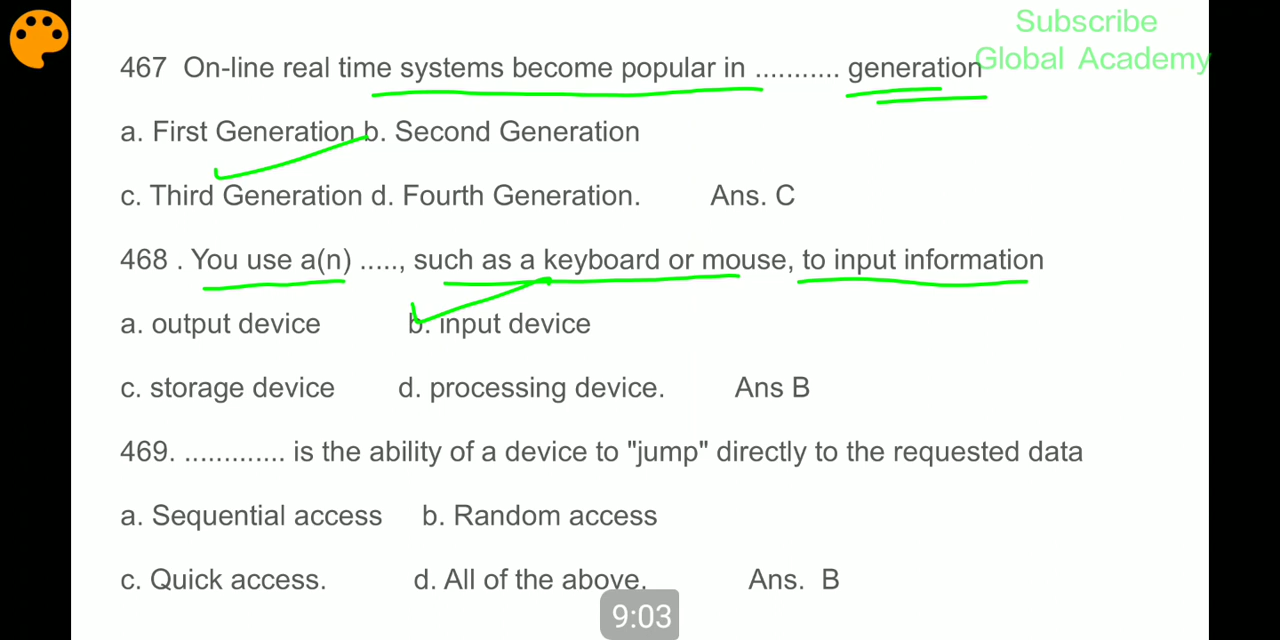 Subscribe
Global Academy
467 On-line real time systems become popular in ........... generation
a. First Generation b. Second Generation
c. Third Generation d. Fourth Generation. Ans. C
468 . You use a(n) ....., such as a keyboard or mouse, to input information
a. output device b. input device
c. storage device d. processing device. Ans B
469. ............. is the ability of a device to "jump" directly to the requested data
a. Sequential access b. Random access
c. Quick access. d. All of the above. Ans. B
9:03